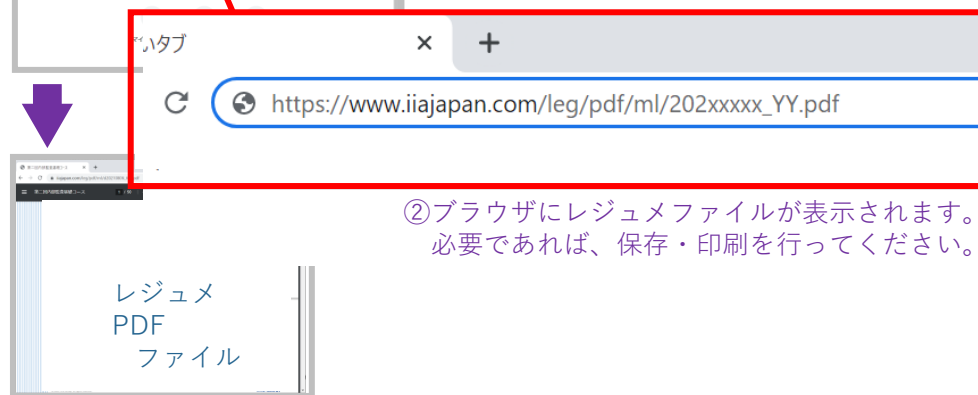 いタブ
https://www.iiajapan.com/leg/pdf/ml/202xxxxx_YY.pdf
②ブラウザにレジュメファイルが表示されます。
必要であれば、保存・印刷を行ってください。
レジュメ
PDF
ファイル